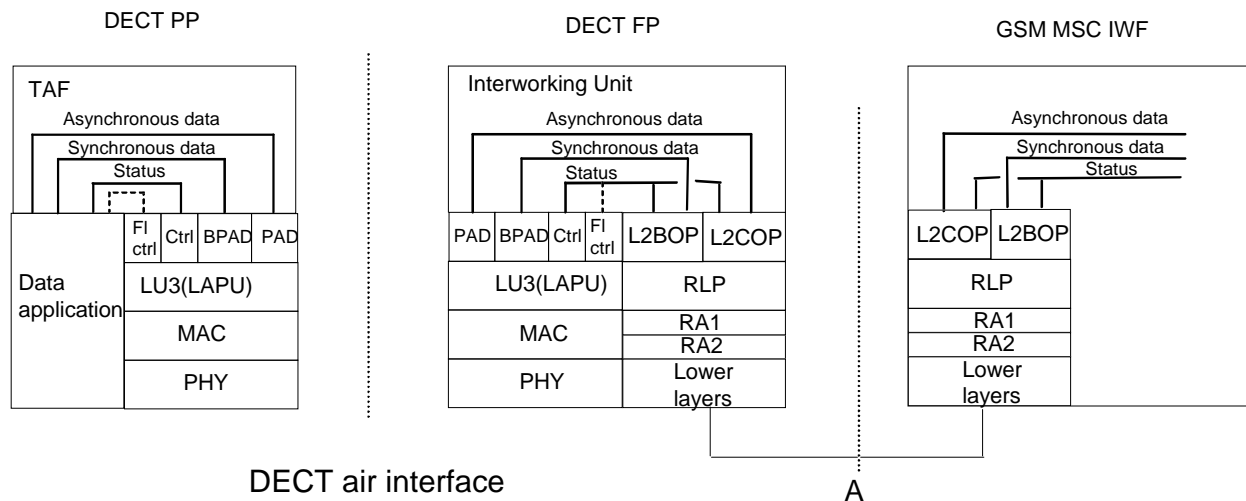 DECT PP
DECT FP
GSM MSC IWF
TAF
Asynchronous data
Synchronous data
Status
Fl
ctrl
Ctrl
BPAD
PAD
Data
application
LU3(LAPU)
MAC
PHY
Interworking Unit
Asynchronous data
Synchronous data
Status
PAD
BPAD
Ctrl
Fl
ctrl
L2BOP
L2COP
LU3(LAPU)
RLP
MAC
RA1
RA2
PHY
Lower
layers
Asynchronous data
Synchronous data
Status
L2COP
L2BOP
RLP
RA1
RA2
Lower
layers
DECT air interface
A